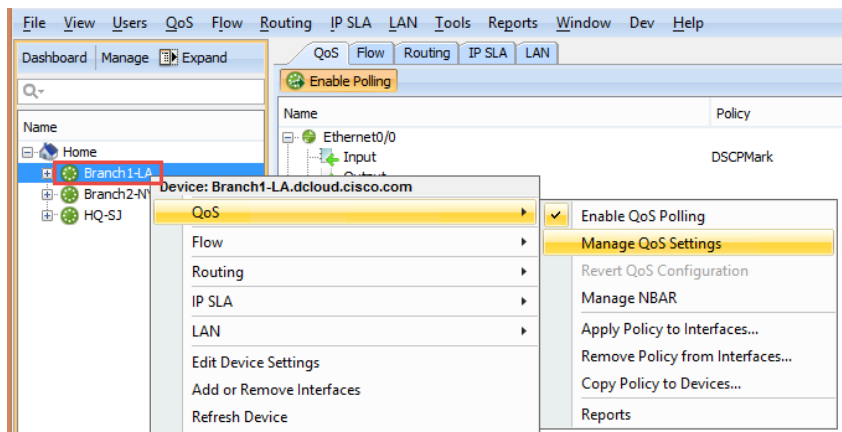 File View Users QoS Flow Routing IP SLA LAN Tools Reports Window Dev Help
Dashboard Manage Expand
QoS Flow Routing IP SLA LAN
Enable Polling
Name
Name Policy
Home
Branch1-LA
Branch2-NY
HQ-SJ
Ethernet0/0
Input DSCPMark
Output
Device: Branch1-LA.dcloud.cisco.com
QoS
Flow
Routing
IP SLA
LAN
Edit Device Settings
Add or Remove Interfaces
Refresh Device
Enable QoS Polling
Manage QoS Settings
Revert QoS Configuration
Manage NBAR
Apply Policy to Interfaces...
Remove Policy from Interfaces...
Copy Policy to Devices...
Reports